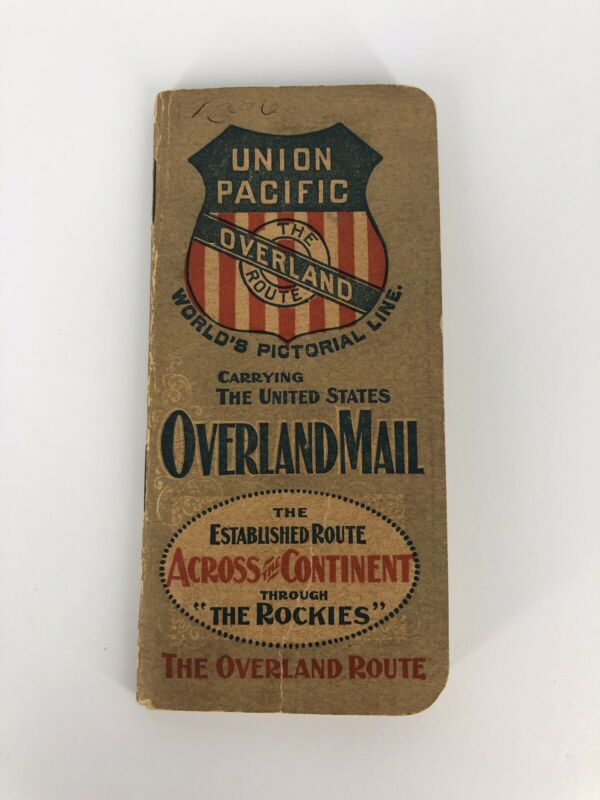 UNION
PACIFIC
THE
OVERLAND
ROUTE
WORLD'S PICTORIAL LINE.
CARRYING
THE UNITED STATES
OVERLAND MAIL
THE
ESTABLISHED ROUTE
ACROSS THE CONTINENT
THROUGH
"THE ROCKIES"
THE OVERLAND ROUTE